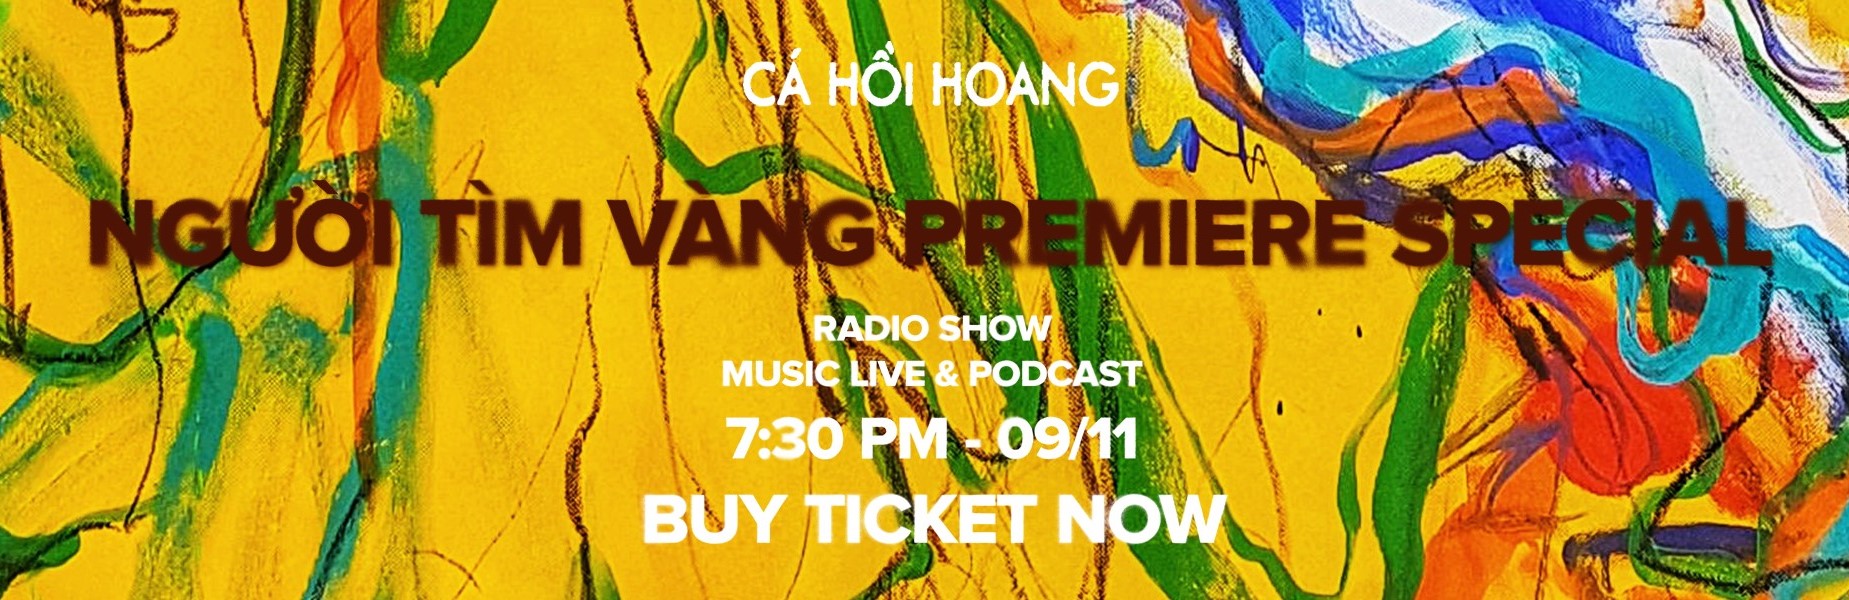 CÁ HỒI HOANG
NGƯỜI TÌM VÀNG PREMIERE SPECIAL
RADIO SHOW
MUSIC LIVE & PODCAST
7:30 PM - 09/11
BUY TICKET NOW